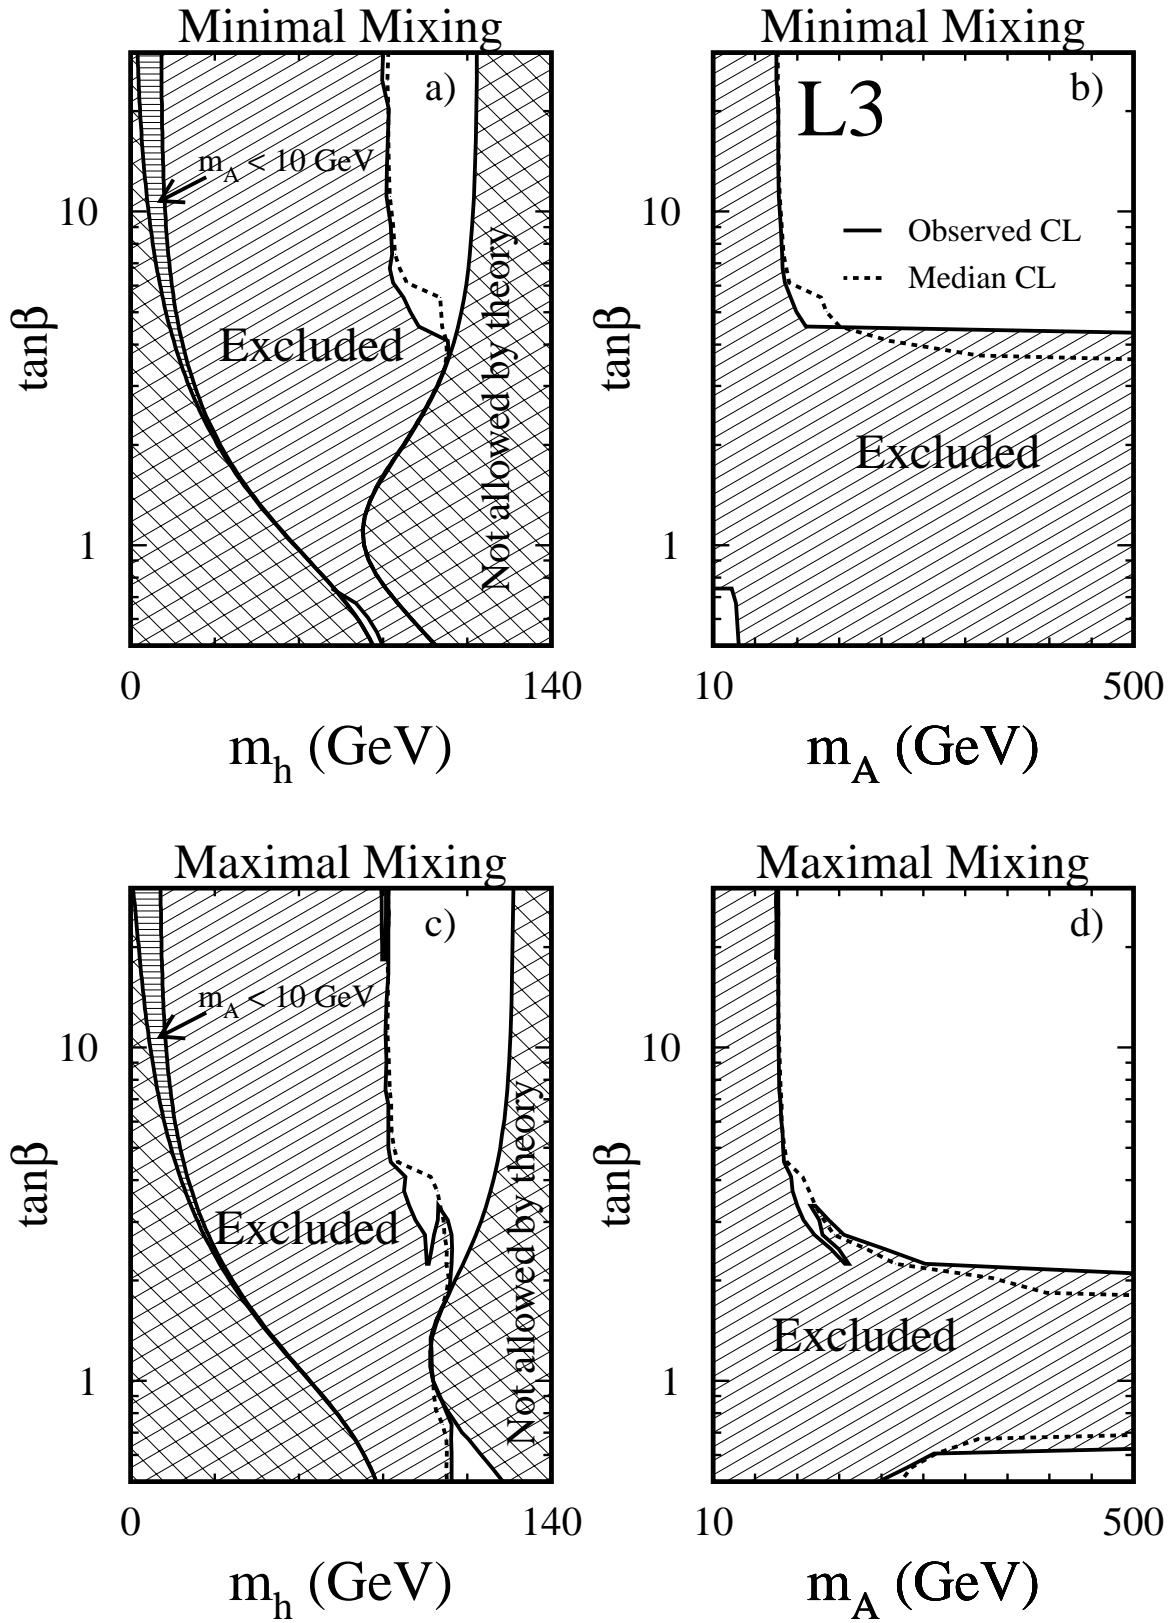 Minimal Mixing
a)
m_A < 10 GeV
10
Excluded
Not allowed by theory
tanβ
1
0
140
m_h (GeV)
Minimal Mixing
b)
L3
10
Observed CL
Median CL
tanβ
Excluded
1
10
500
m_A (GeV)
Maximal Mixing
c)
m_A < 10 GeV
10
Excluded
Not allowed by theory
tanβ
1
0
140
m_h (GeV)
Maximal Mixing
d)
10
tanβ
Excluded
1
10
500
m_A (GeV)